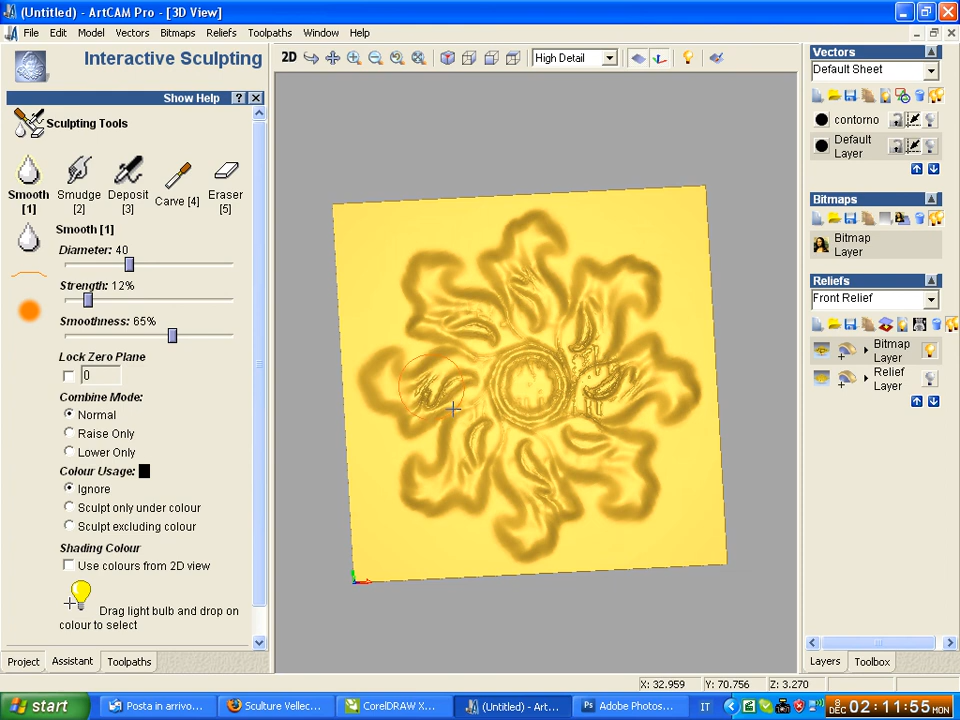 (Untitled) - ArtCAM Pro - [3D View]
File Edit Model Vectors Bitmaps Reliefs Toolpaths Window Help
Interactive Sculpting
2D
High Detail
Show Help ?
Sculpting Tools
Smooth Smudge Deposit Carve [4] Eraser
[1] [2] [3] [5]
Smooth [1]
Diameter: 40
Strength: 12%
Smoothness: 65%
Lock Zero Plane
0
Combine Mode:
Normal
Raise Only
Lower Only
Colour Usage:
Ignore
Sculpt only under colour
Sculpt excluding colour
Shading Colour
Use colours from 2D view
Drag light bulb and drop on
colour to select
Project Assistant Toolpaths
Vectors
Default Sheet
contorno
Default
Layer
Bitmaps
Bitmap
Layer
Reliefs
Front Relief
Bitmap
Layer
Relief
Layer
Layers Toolbox
X: 32.959 Y: 70.756 Z: 3.270
start Posta in arrivo... Sculture Vellec... CorelDRAW X... (Untitled) - Art... Adobe Photos... IT 8 DEC 02:11:55 MON